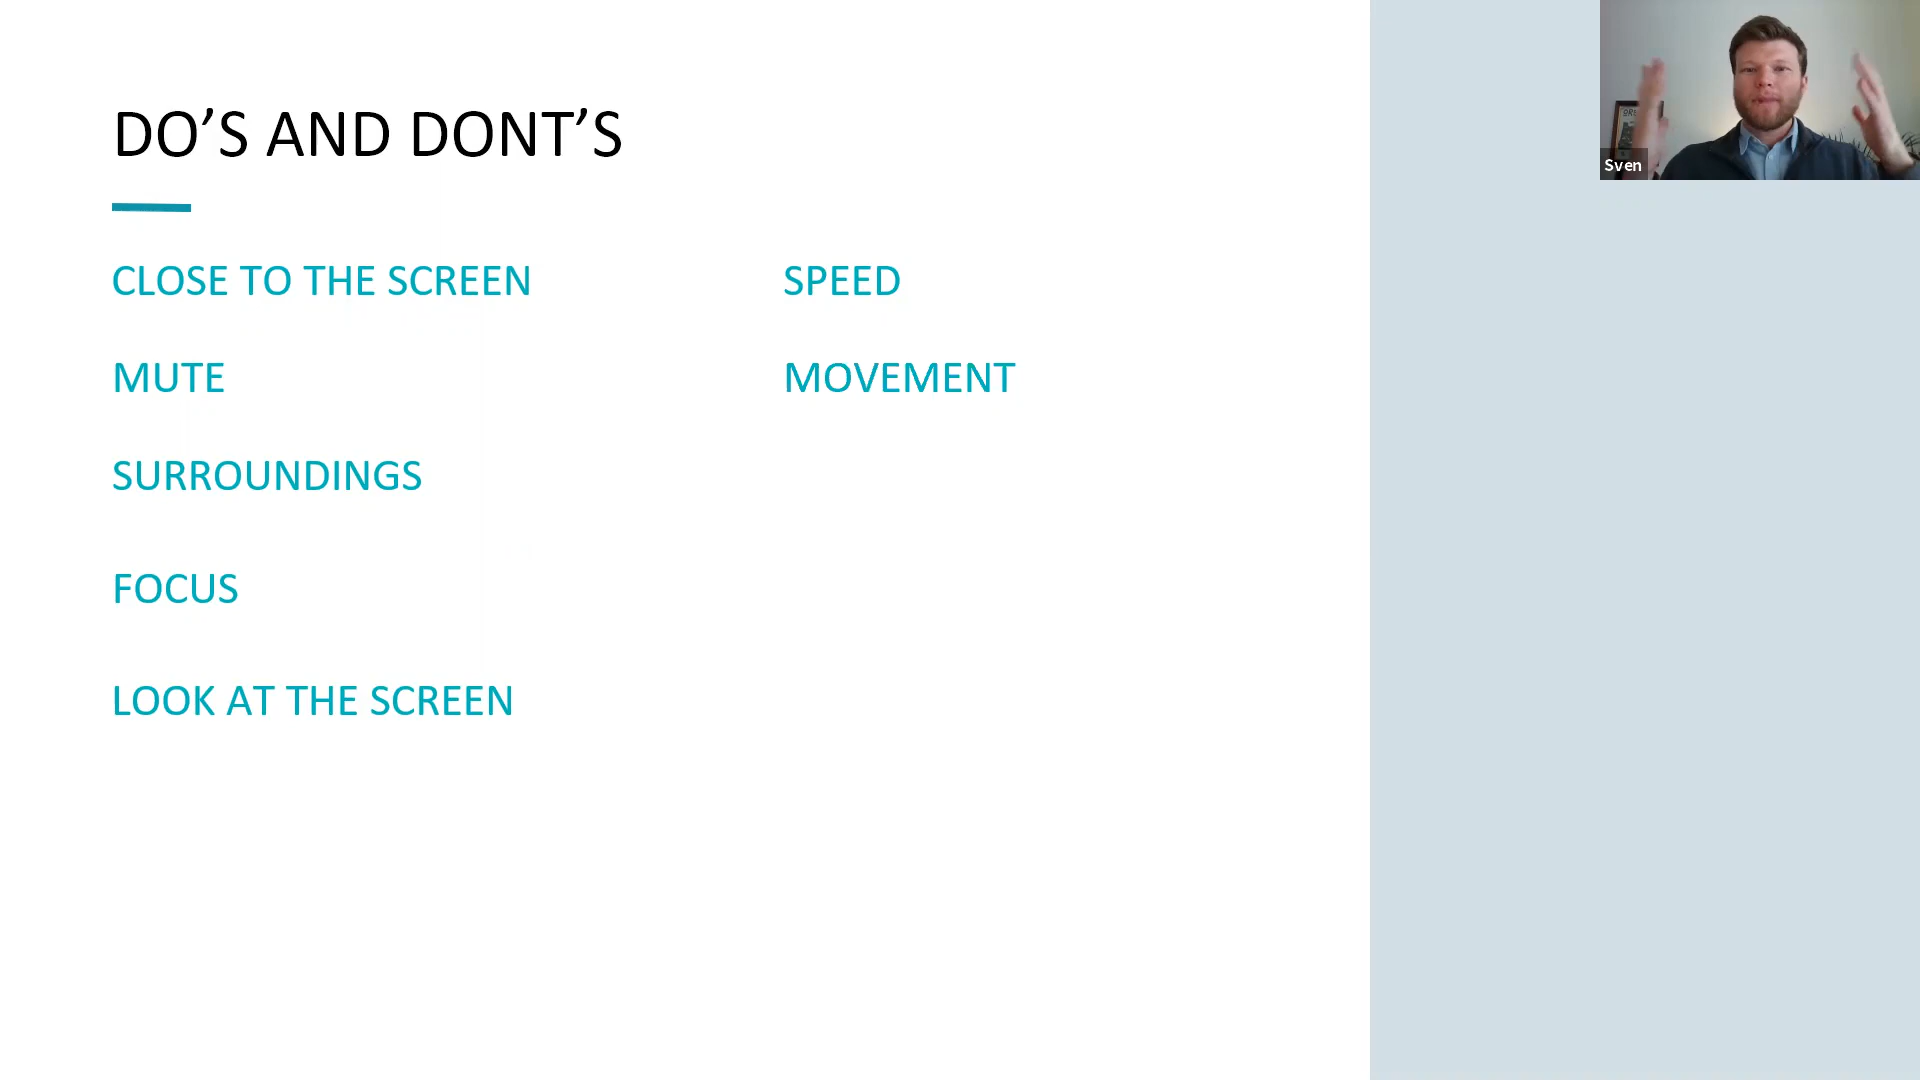 DO’S AND DONT’S
CLOSE TO THE SCREEN
MUTE
SURROUNDINGS
FOCUS
LOOK AT THE SCREEN
SPEED
MOVEMENT
Sven